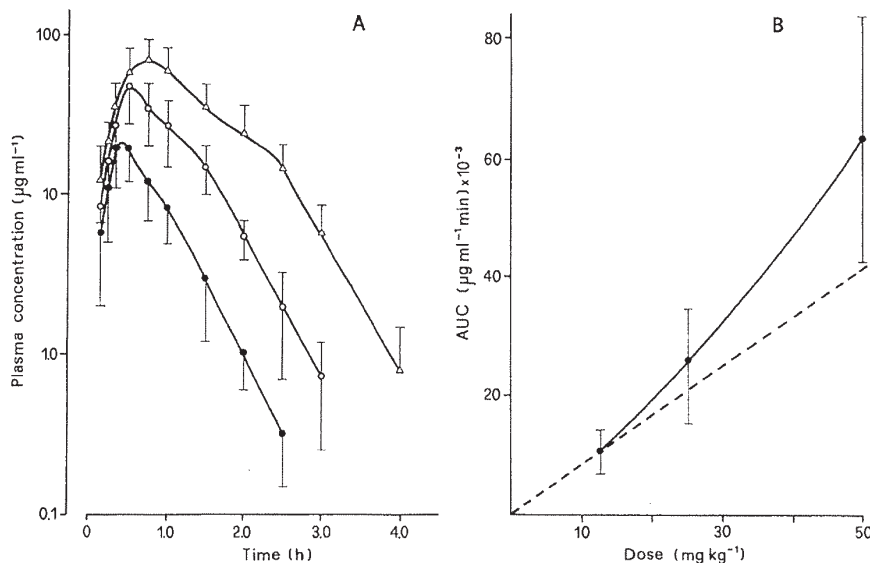 A
100
10
1.0
0.1
Plasma concentration (µg ml⁻¹)
0 1.0 2.0 3.0 4.0
Time (h)
B
80
60
40
20
AUC (µg ml⁻¹ min) x10⁻³
10 30 50
Dose (mg kg⁻¹)